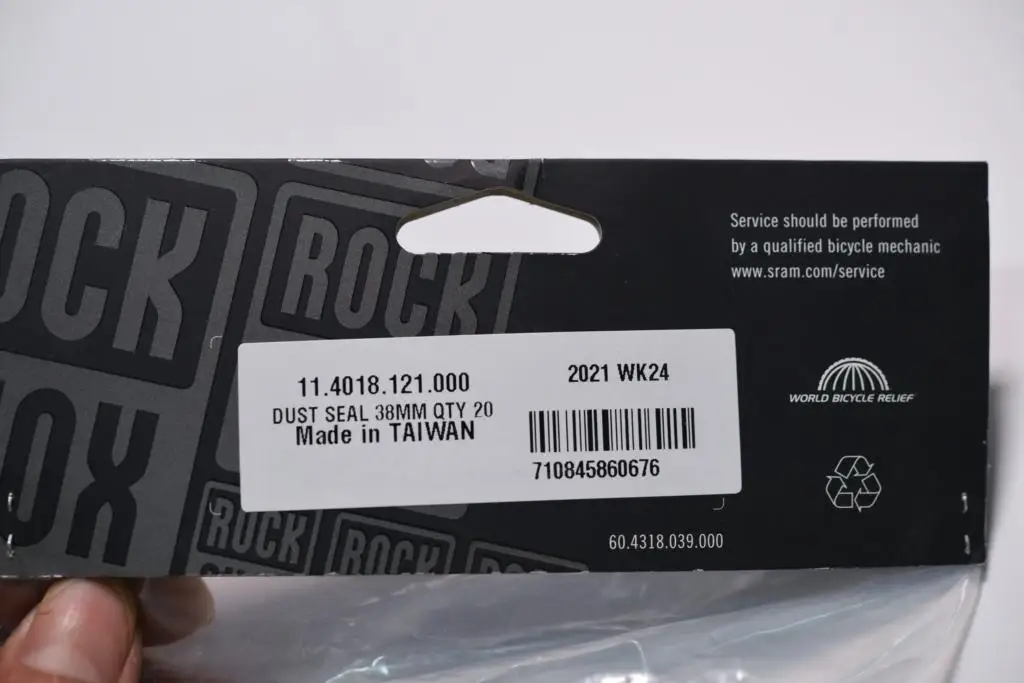 ROCK
ROCK
OX
Service should be performed
by a qualified bicycle mechanic
www.sram.com/service
11.4018.121.000
DUST SEAL 38MM QTY 20
Made in TAIWAN
2021 WK24
710845860676
WORLD BICYCLE RELIEF
ROCK
ROCK
60.4318.039.000